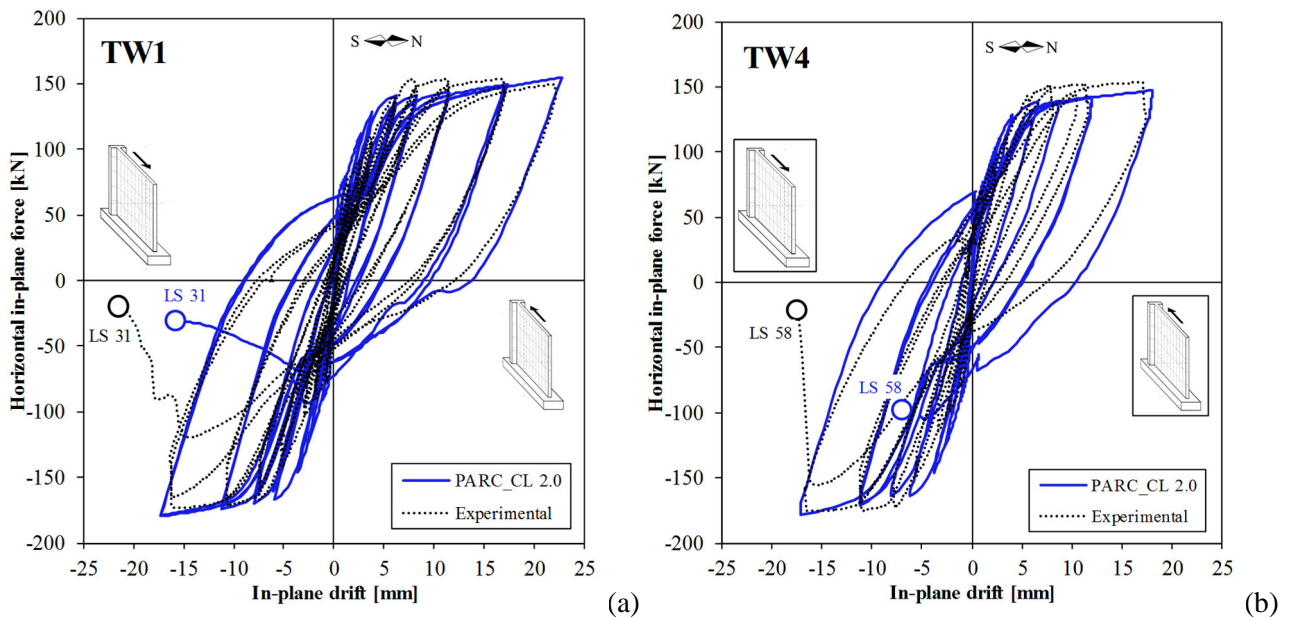 TW1
S N
Horizontal in-plane force [kN]
200
150
100
50
0
-50
-100
-150
-200
LS 31
LS 31
PARC_CL 2.0
Experimental
-25 -20 -15 -10 -5 0 5 10 15 20 25
In-plane drift [mm]
(a)
TW4
S N
Horizontal in-plane force [kN]
200
150
100
50
0
-50
-100
-150
-200
LS 58
LS 58
PARC_CL 2.0
Experimental
-25 -20 -15 -10 -5 0 5 10 15 20 25
In-plane drift [mm]
(b)